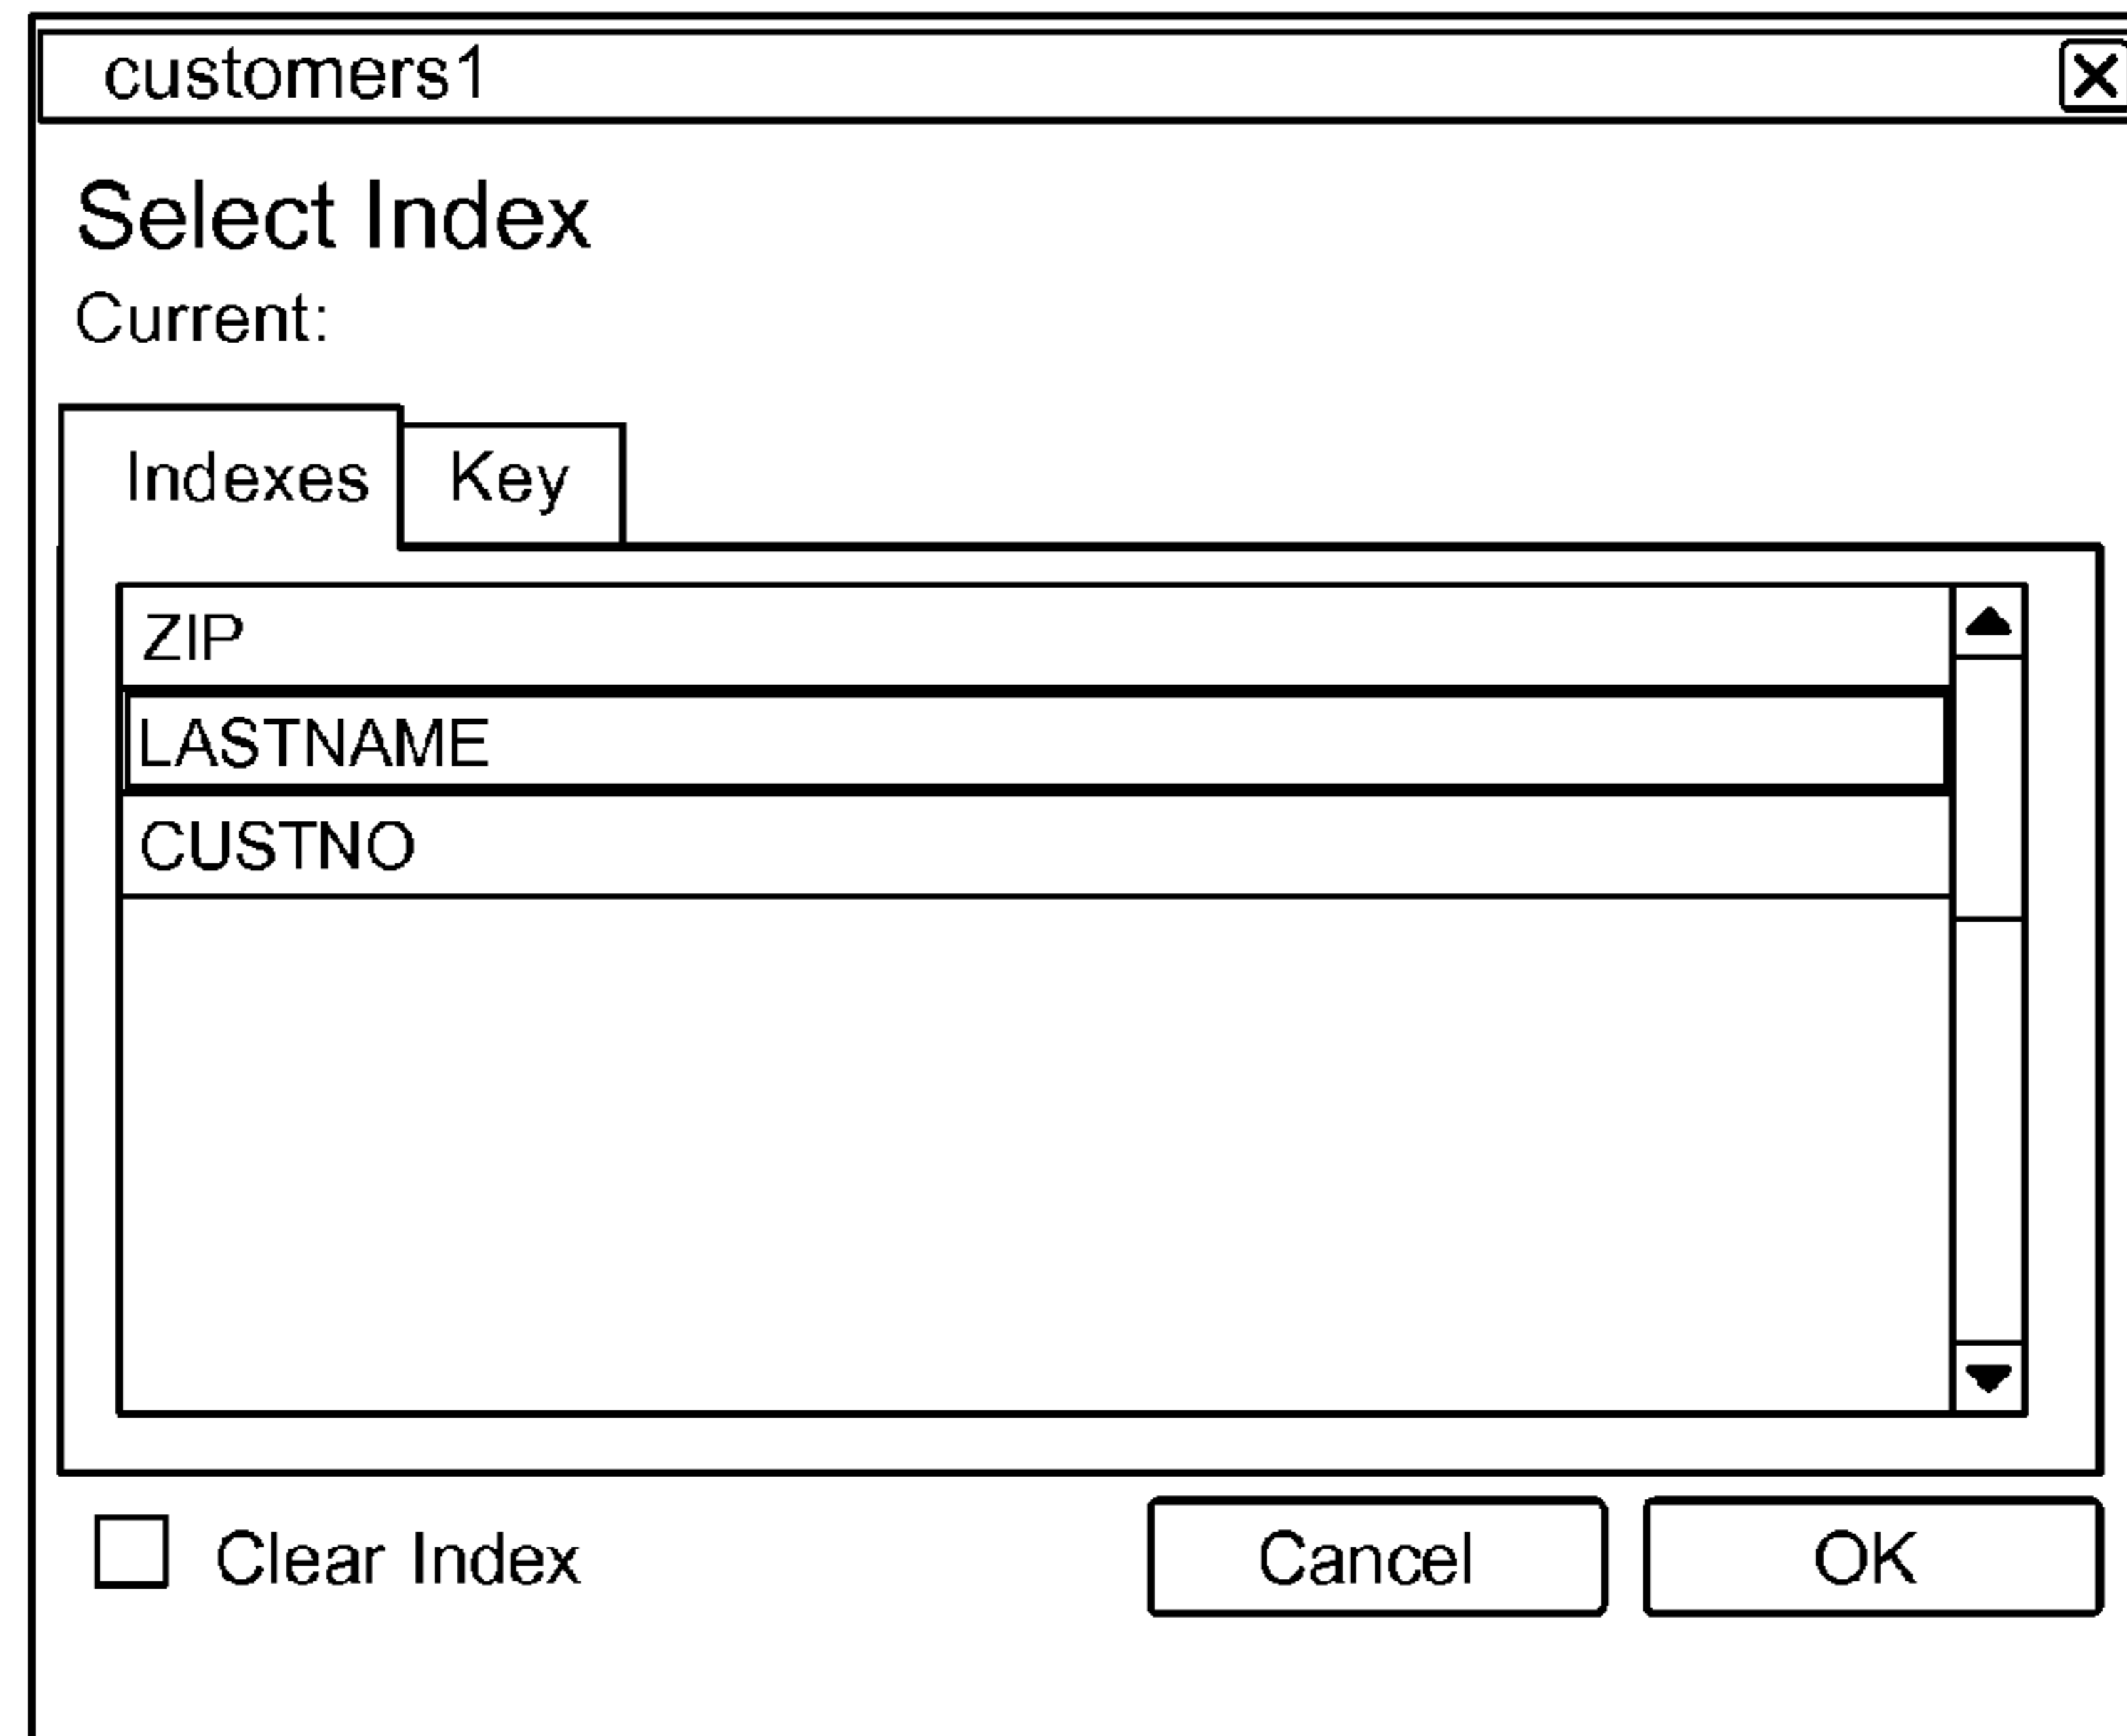 customers1
Select Index
Current:
Indexes Key
ZIP
LASTNAME
CUSTNO
Clear Index Cancel OK